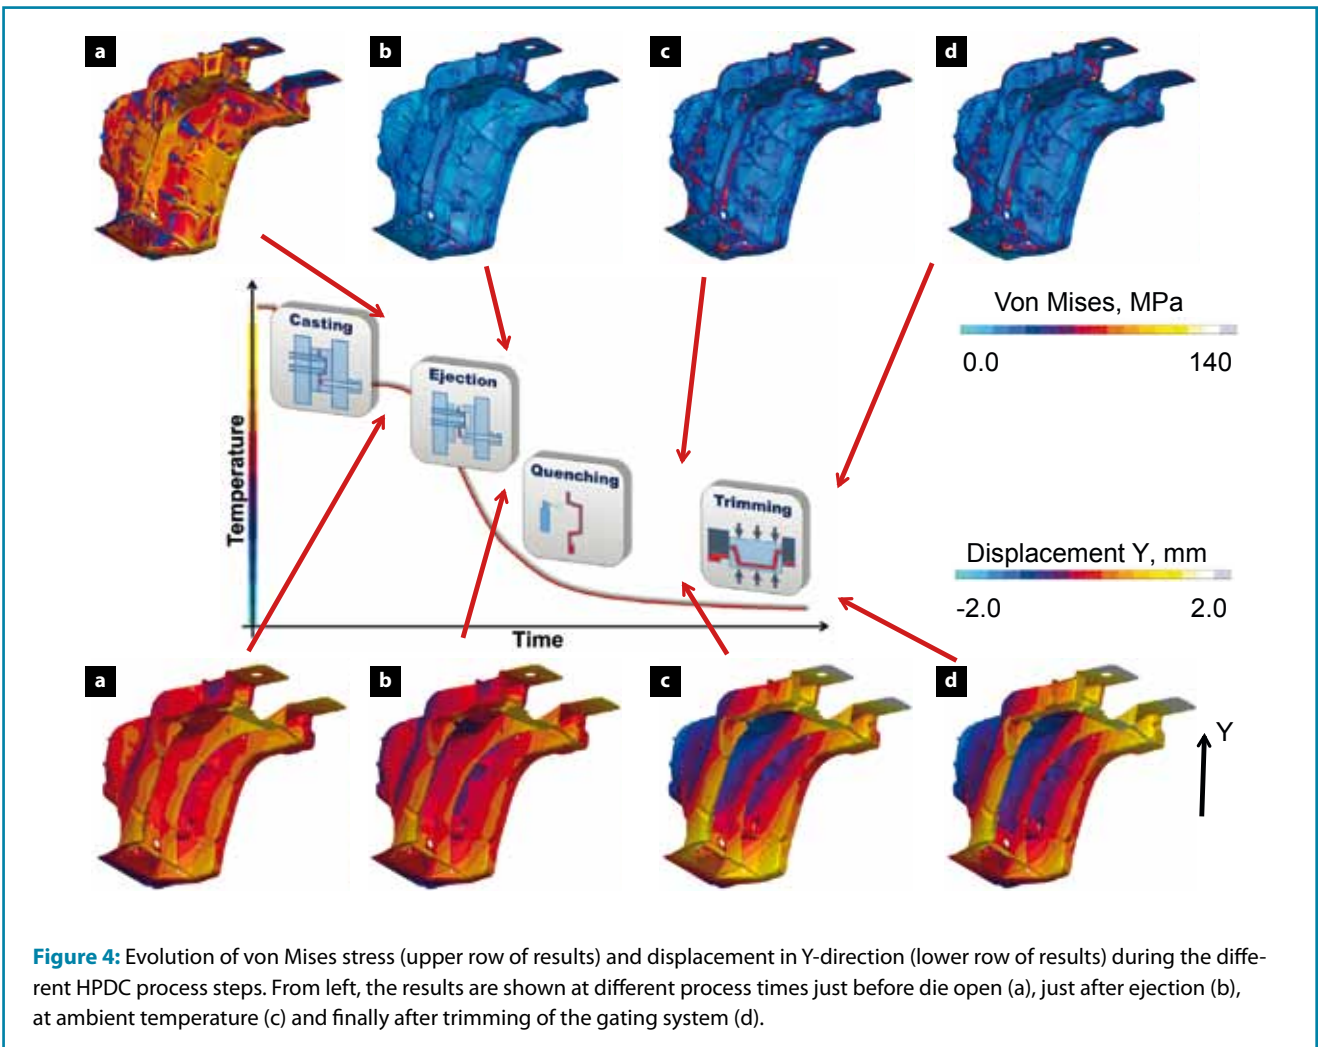 a
b
c
d
Von Mises, MPa
0.0
140
Casting
Ejection
Temperature
Quenching
Trimming
Displacement Y, mm
-2.0
2.0
Time
a
b
c
d
Y
Figure 4: Evolution of von Mises stress (upper row of results) and displacement in Y-direction (lower row of results) during the diffe-
rent HPDC process steps. From left, the results are shown at different process times just before die open (a), just after ejection (b),
at ambient temperature (c) and finally after trimming of the gating system (d).